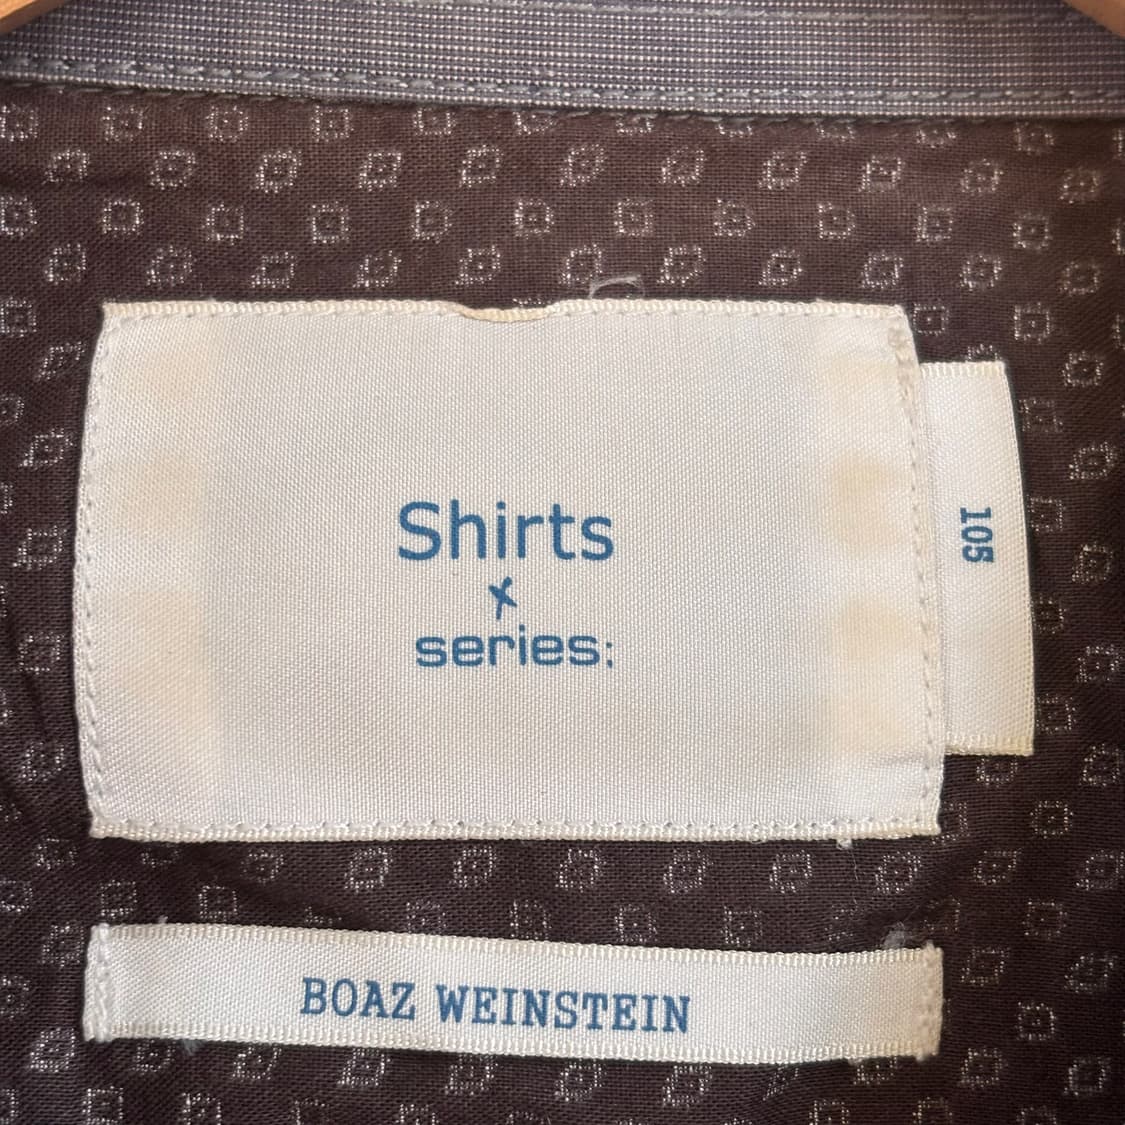 Shirts
x
series:
105
BOAZ WEINSTEIN